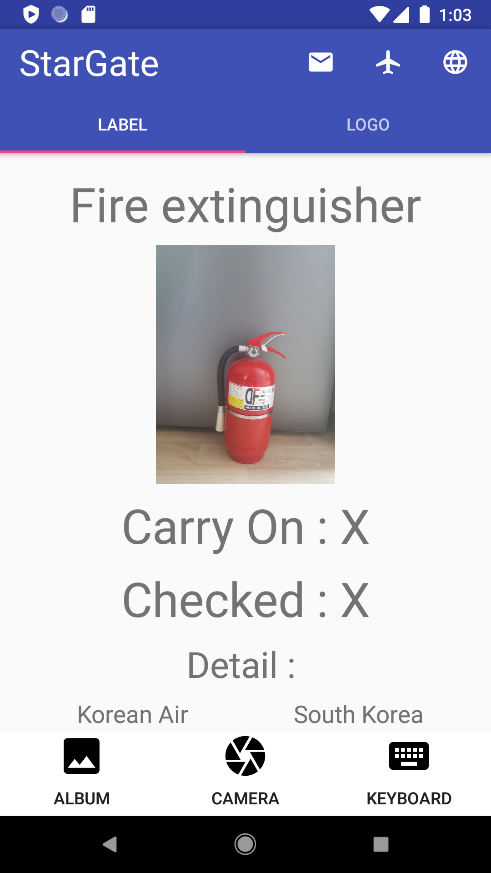 1:03
StarGate
LABEL LOGO
Fire extinguisher
Carry On : X
Checked : X
Detail :
Korean Air South Korea
ALBUM CAMERA KEYBOARD